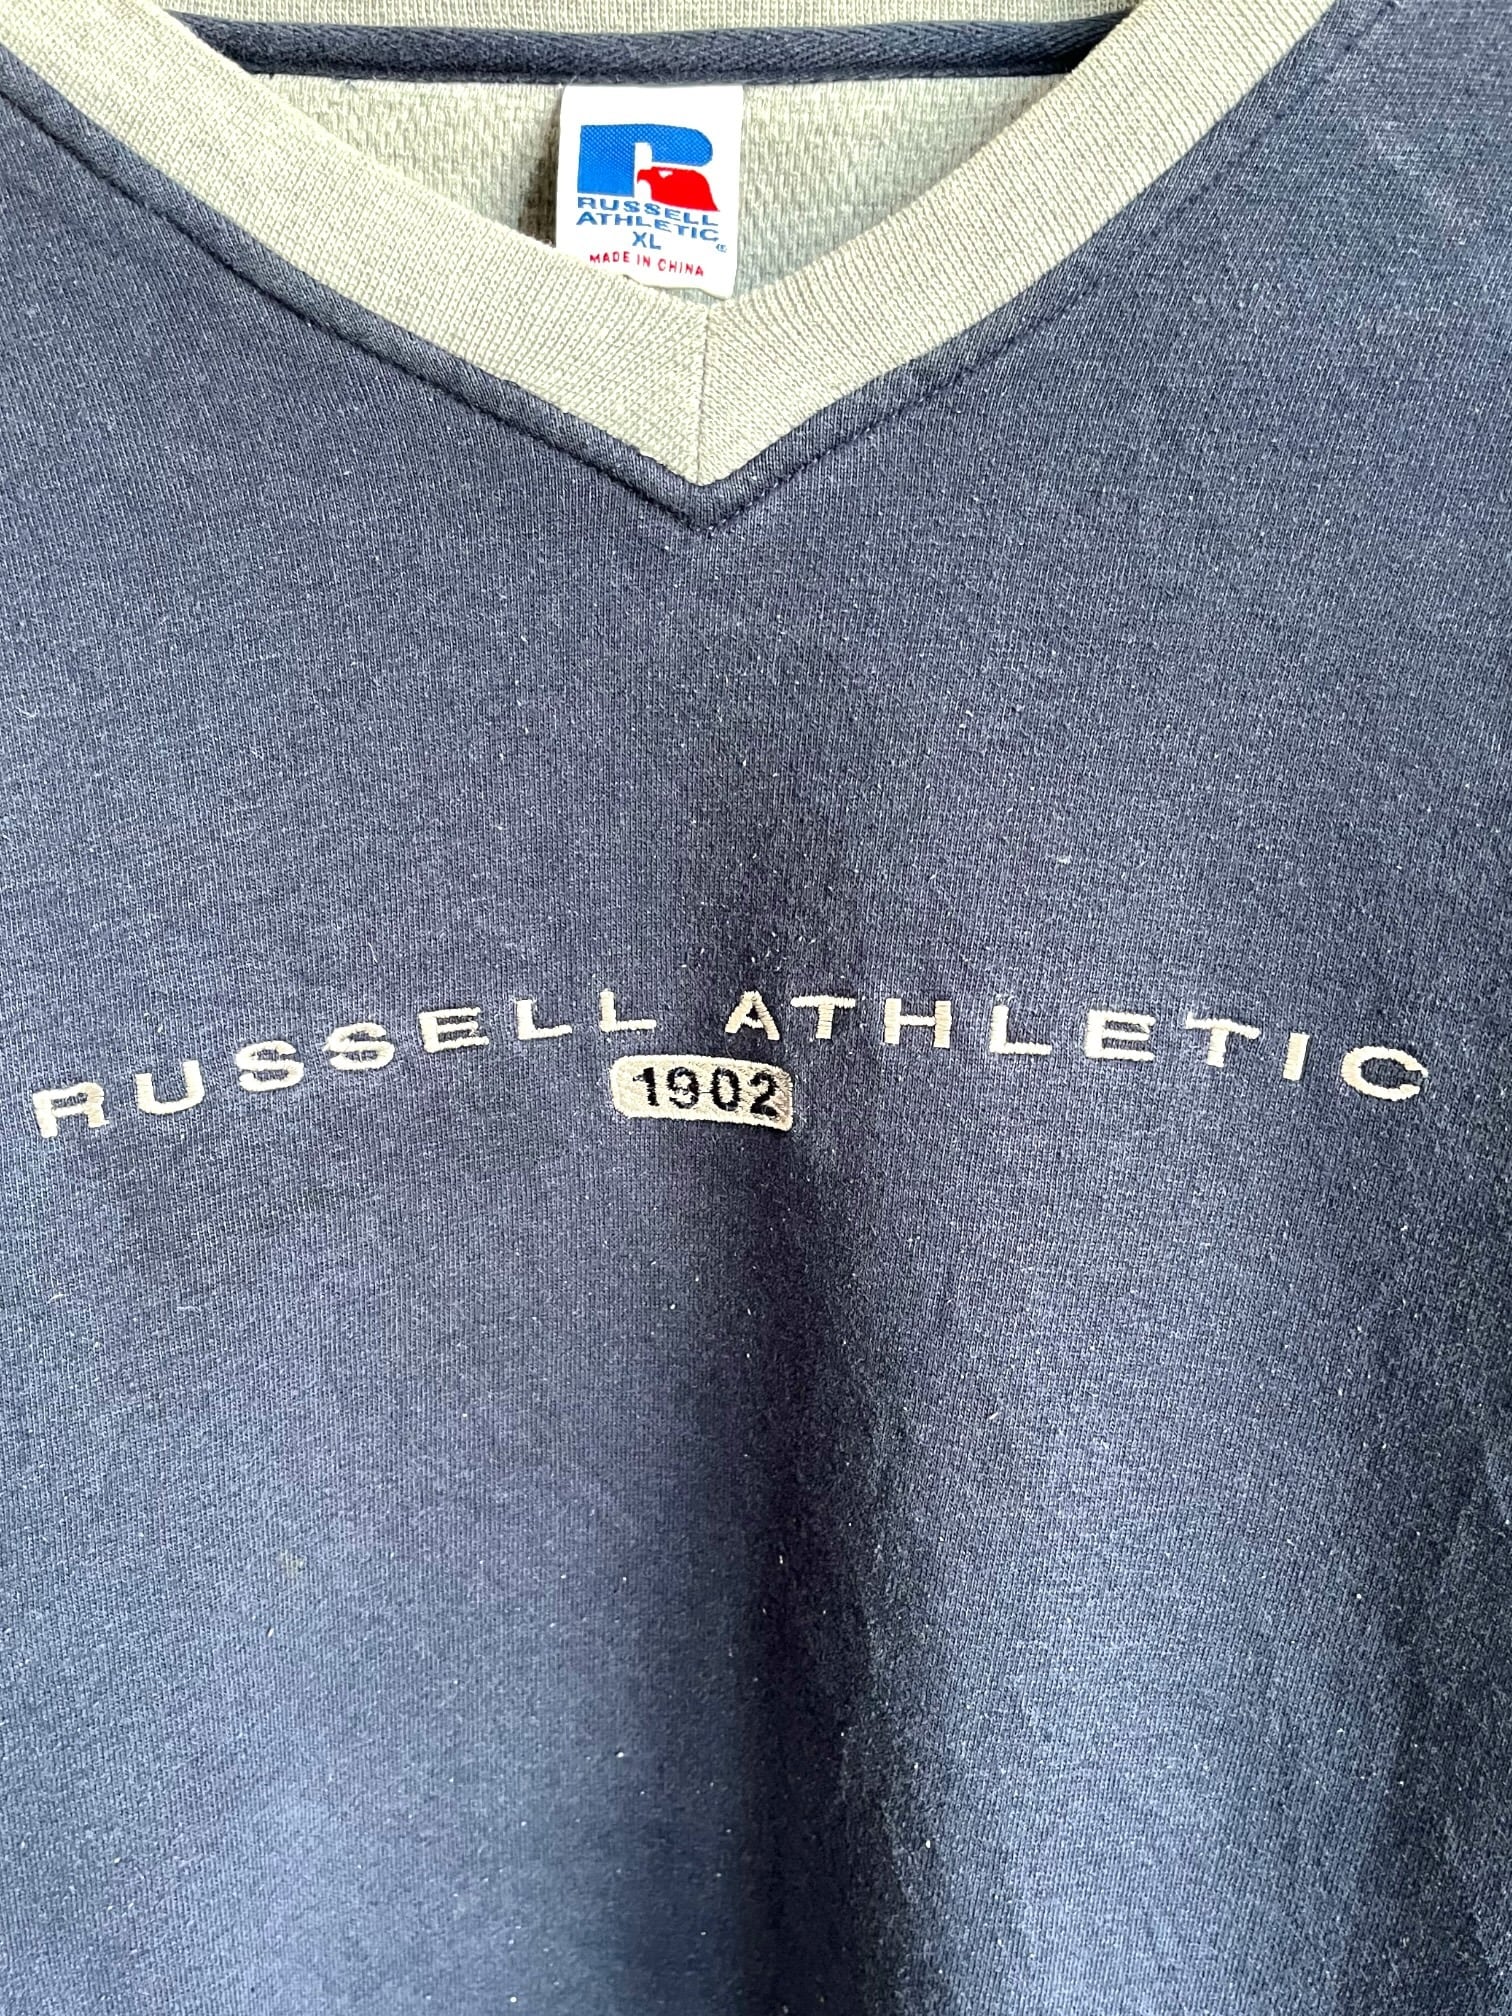 RUSSELL
ATHLETIC
XL
MADE IN CHINA
RUSSELL ATHLETIC
1902